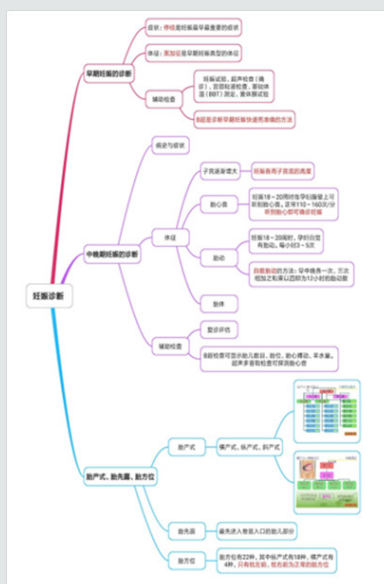 症状：停经是妊娠最早最重要的症状
早期妊娠的诊断
体征：黑加征是早期妊娠典型的体征
辅助检查
妊娠试验，超声检查（确
诊），宫颈粘液检查，基础体
温（BBT）测定，黄体酮试验
B超是诊断早期妊娠快速而准确的方法
病史与症状
子宫逐渐增大
妊娠各周子宫底的高度
胎心音
妊娠18～20周时在孕妇腹壁上可
听到胎心音。正常110～160次/分
听到胎心即可确诊妊娠
中晚期妊娠的诊断
体征
胎动
妊娠18～20周时，孕妇自觉
有胎动。每小时3～5次
自数胎动的方法：早中晚各一次，三次
相加之和乘以四即为12小时的胎动数
妊娠诊断
胎体
辅助检查
复诊评估
B超检查可显示胎儿数目，胎位，胎心搏动，羊水量。
超声多普勒检查可探测胎心音
胎产式、胎先露、胎方位
胎产式
横产式，纵产式，斜产式
胎先露
最先进入骨盆入口的胎儿部分
胎方位
胎方位有22种，其中纵产式有18种，横产式有
4种，只有枕左前，枕右前为正常的胎方位